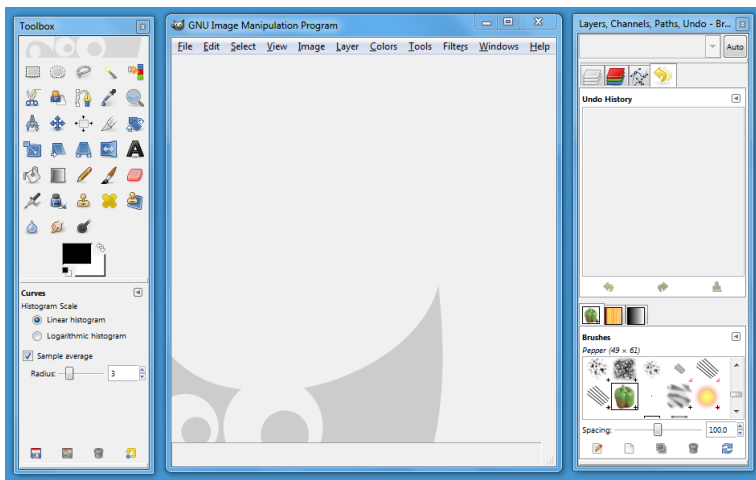 Toolbox
Curves
Histogram Scale
Linear histogram
Logarithmic histogram
Sample average
Radius: 3
GNU Image Manipulation Program
File Edit Select View Image Layer Colors Tools Filters Windows Help
Layers, Channels, Paths, Undo - Br...
Auto
Undo History
Brushes
Pepper (49 × 61)
Spacing: 100.0